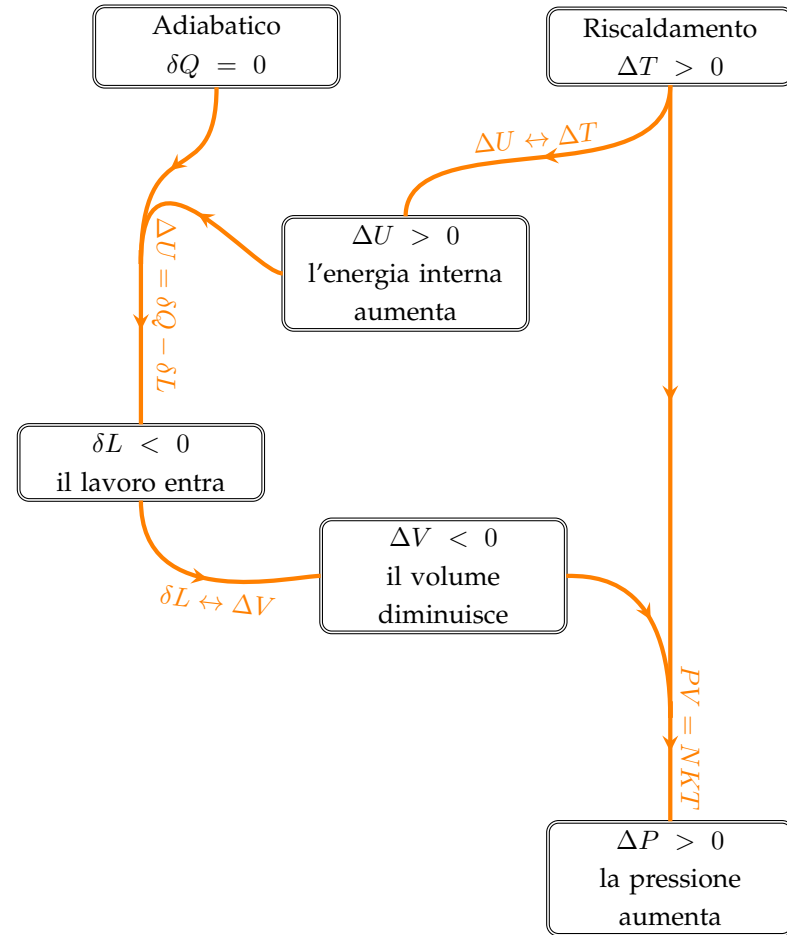 Adiabatico
δQ = 0
Riscaldamento
ΔT > 0
ΔU ↔ ΔT
ΔU > 0
l'energia interna
aumenta
ΔU = δQ − δL
δL < 0
il lavoro entra
δL ↔ ΔV
ΔV < 0
il volume
diminuisce
PV = NKT
ΔP > 0
la pressione
aumenta